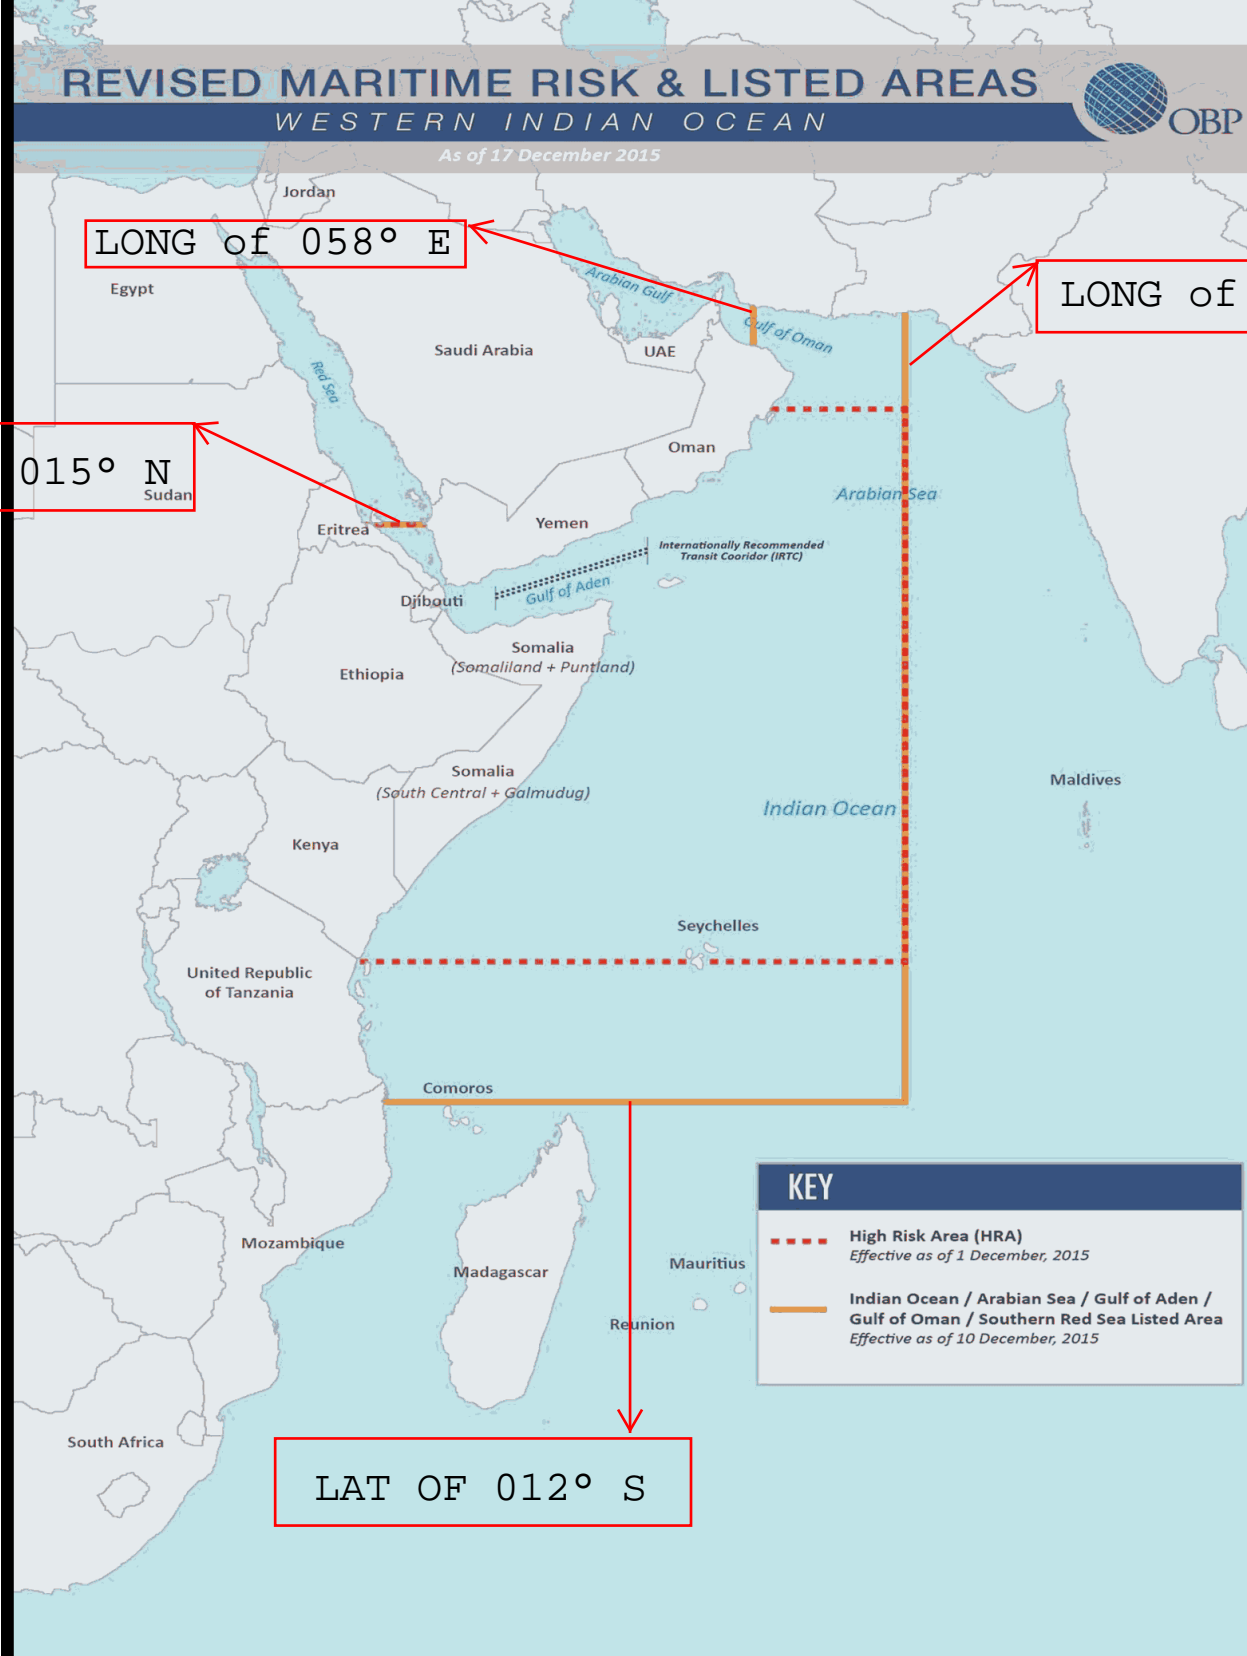 REVISED MARITIME RISK & LISTED AREAS
WESTERN INDIAN OCEAN
OBP
As of 17 December 2015
Jordan
LONG of 058° E
LONG of
Egypt
Arabian Gulf
Gulf of Oman
Saudi Arabia
UAE
Red Sea
Oman
015° N
Sudan
Arabian Sea
Eritrea
Yemen
Internationally Recommended
Transit Cooridor (IRTC)
Gulf of Aden
Djibouti
Somalia
(Somaliland + Puntland)
Ethiopia
Somalia
(South Central + Galmudug)
Maldives
Indian Ocean
Kenya
Seychelles
United Republic
of Tanzania
Comoros
KEY
High Risk Area (HRA)
Effective as of 1 December, 2015
Indian Ocean / Arabian Sea / Gulf of Aden /
Gulf of Oman / Southern Red Sea Listed Area
Effective as of 10 December, 2015
Mozambique
Madagascar
Mauritius
Reunion
South Africa
LAT OF 012° S